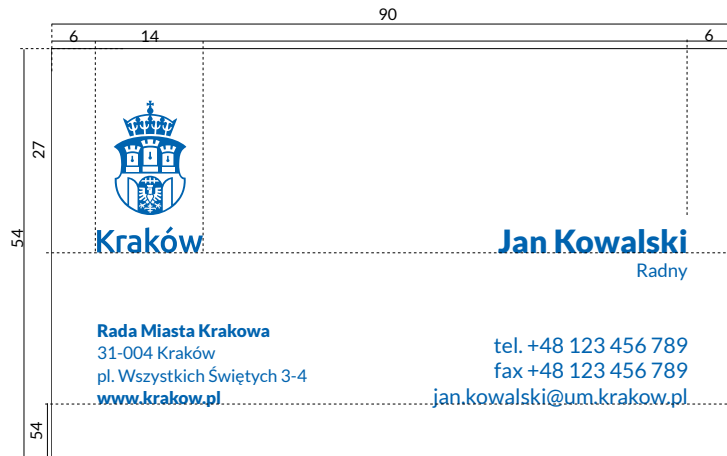 90
6
14
6
27
54
Kraków
Jan Kowalski
Radny
Rada Miasta Krakowa
31-004 Kraków
pl. Wszystkich Świętych 3-4
www.krakow.pl
tel. +48 123 456 789
fax +48 123 456 789
jan.kowalski@um.krakow.pl
54